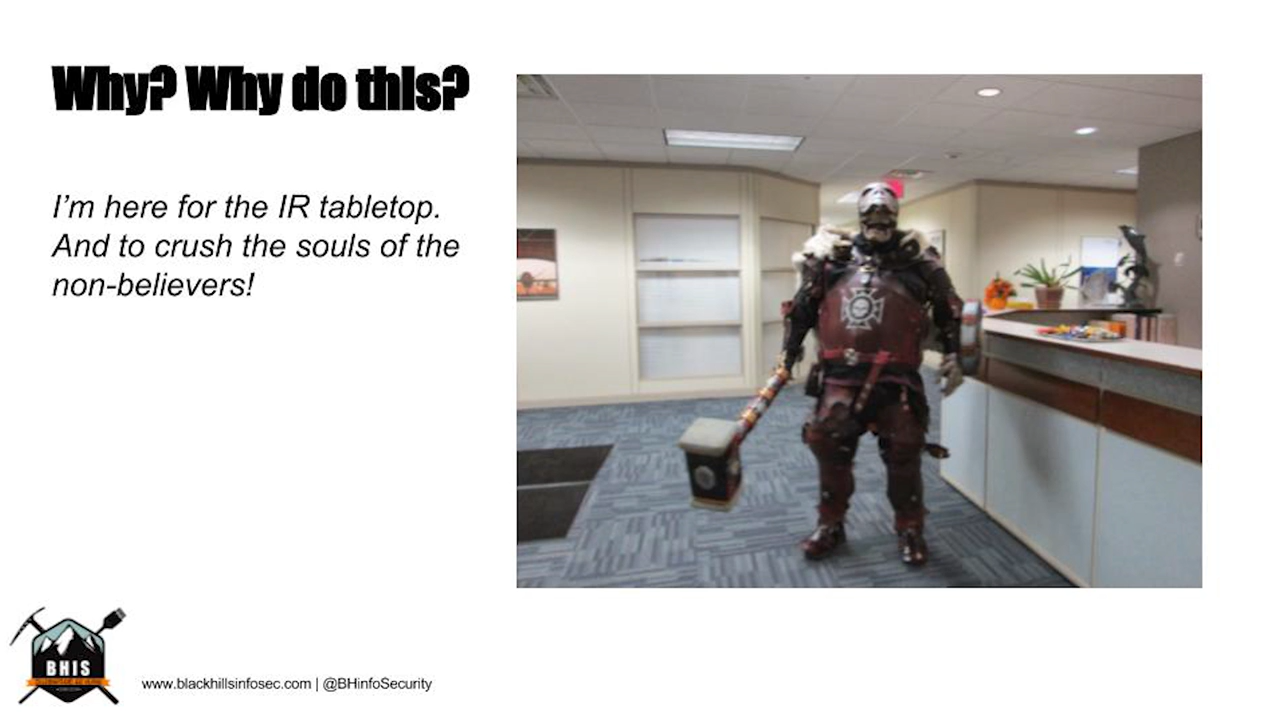 Why? Why do this?
I'm here for the IR tabletop.
And to crush the souls of the
non-believers!
BHIS
www.blackhillsinfosec.com | @BHinfoSecurity